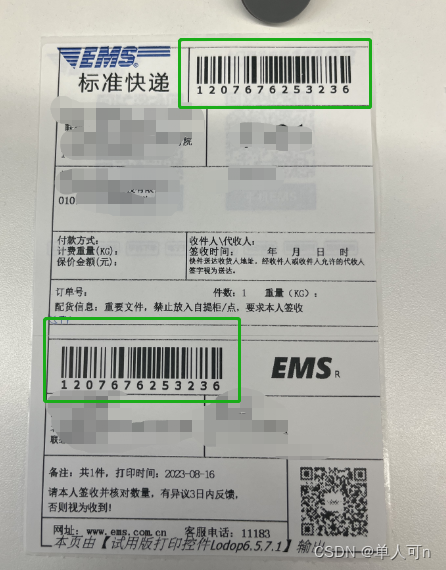 EMS®
标准快递
1207676253236
联
院
1
010
付款方式:
计费重量(KG):
保价金额(元):
收件人\代收人:
签收时间: 年 月 日 时
快件送达收货人地址,经收件人或收件人允许的代收人
签字视为送达。
订单号:
件数: 1 重量(KG):
配货信息: 重要文件, 禁止放入自提柜/点, 要求本人签收
1207676253236
EMS R
联
备注: 共1件, 打印时间: 2023-08-16
请本人签收并核对数量, 有异议3日内反馈,
否则视为收到!
网址: www.ems.com.cn 客服电话: 11183
本页由【试用版打印控件Lodop6.5.7.1】输出
CSDN @单人可n